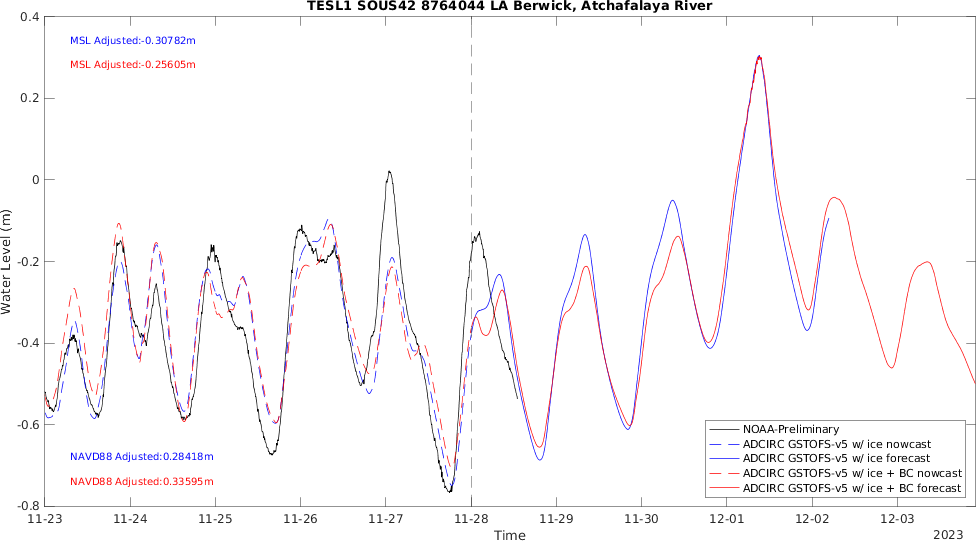 TESL1 SOUS42 8764044 LA Berwick, Atchafalaya River
0.4
0.2
0
-0.2
-0.4
-0.6
-0.8
Water Level (m)
MSL Adjusted:-0.30782m
MSL Adjusted:-0.25605m
NAVD88 Adjusted:0.28418m
NAVD88 Adjusted:0.33595m
NOAA-Preliminary
ADCIRC GSTOFS-v5 w/ ice nowcast
ADCIRC GSTOFS-v5 w/ ice forecast
ADCIRC GSTOFS-v5 w/ ice + BC nowcast
ADCIRC GSTOFS-v5 w/ ice + BC forecast
11-23 11-24 11-25 11-26 11-27 11-28 11-29 11-30 12-01 12-02 12-03
Time
2023